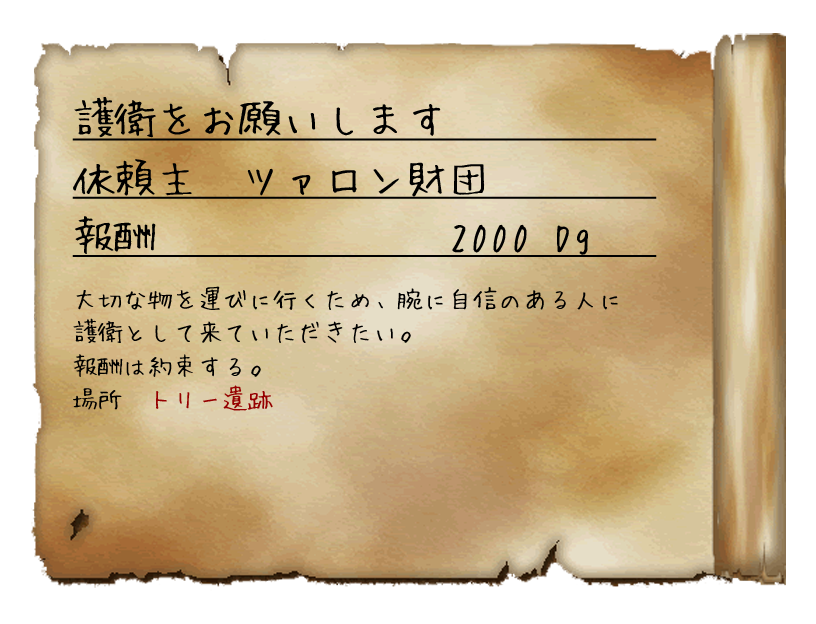 護衛をお願いします
依頼主　ツァロン財団
報酬　2000 Dg
大切な物を運びに行くため、腕に自信のある人に
護衛として来ていただきたい。
報酬は約束する。
場所　トリー遺跡